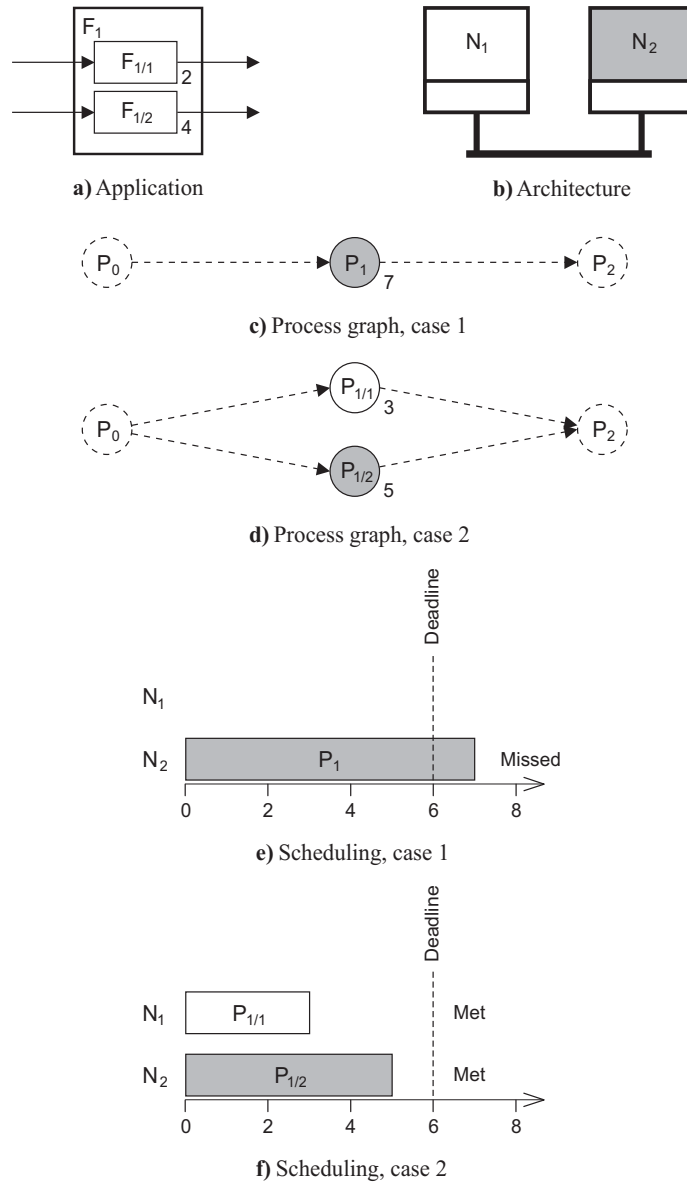 F1
F1/1
2
F1/2
4
a) Application
N1
N2
b) Architecture
P0
P1
7
P2
c) Process graph, case 1
P1/1
3
P0
P2
P1/2
5
d) Process graph, case 2
Deadline
N1
N2
P1
Missed
0 2 4 6 8
e) Scheduling, case 1
Deadline
N1
P1/1
Met
N2
P1/2
Met
0 2 4 6 8
f) Scheduling, case 2